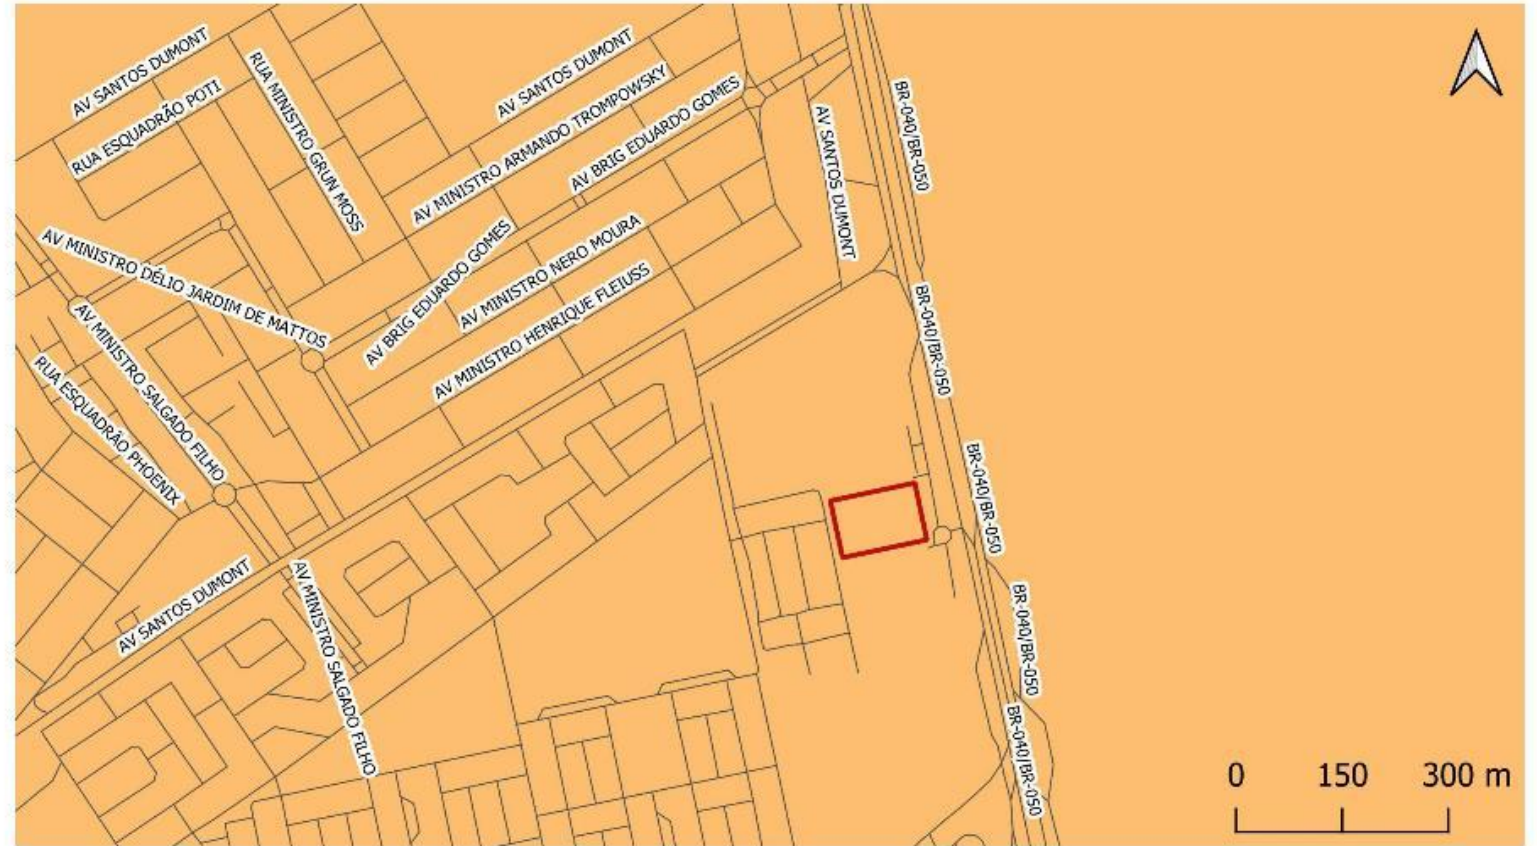 AV SANTOS DUMONT
RUA ESQUADRÃO POTI
RUA MINISTRO GRUN MOSS
AV SANTOS DUMONT
AV MINISTRO ARMANDO TROMPOWSKY
AV BRIG EDUARDO GOMES
AV SANTOS DUMONT
BR-040/BR-050
AV MINISTRO DÉLIO JARDIM DE MATTOS
AV BRIG EDUARDO GOMES
AV MINISTRO NERO MOURA
AV MINISTRO HENRIQUE FLEIUSS
BR-040/BR-050
AV MINISTRO SALGADO FILHO
RUA ESQUADRÃO PHOENIX
BR-040/BR-050
AV SANTOS DUMONT
AV MINISTRO SALGADO FILHO
BR-040/BR-050
BR-040/BR-050
0 150 300 m